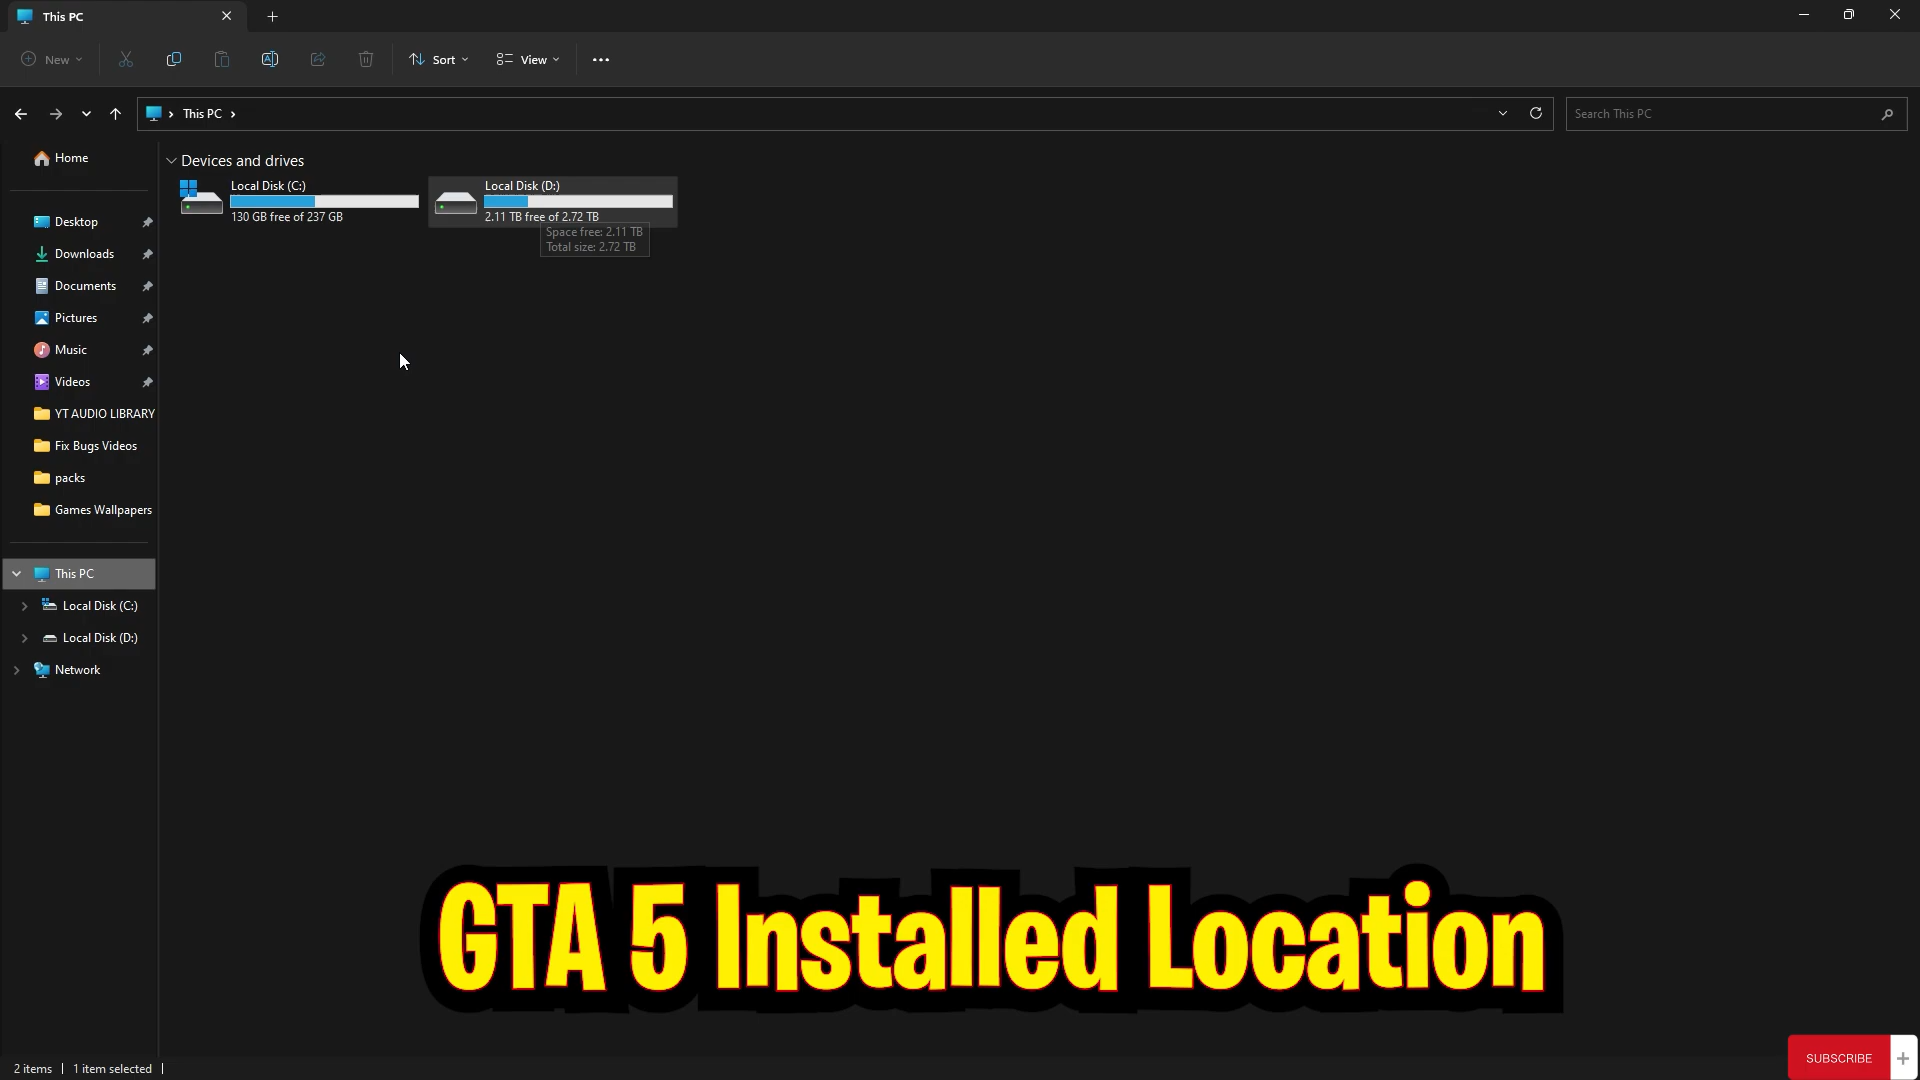 This PC
New
Sort
View
This PC
Search This PC
Home
Desktop
Downloads
Documents
Pictures
Music
Videos
YT AUDIO LIBRARY
Fix Bugs Videos
packs
Games Wallpapers
This PC
Local Disk (C:)
Local Disk (D:)
Network
Devices and drives
Local Disk (C:)
130 GB free of 237 GB
Local Disk (D:)
2.11 TB free of 2.72 TB
Space free: 2.11 TB
Total size: 2.72 TB
GTA 5 Installed Location
2 items
1 item selected
SUBSCRIBE